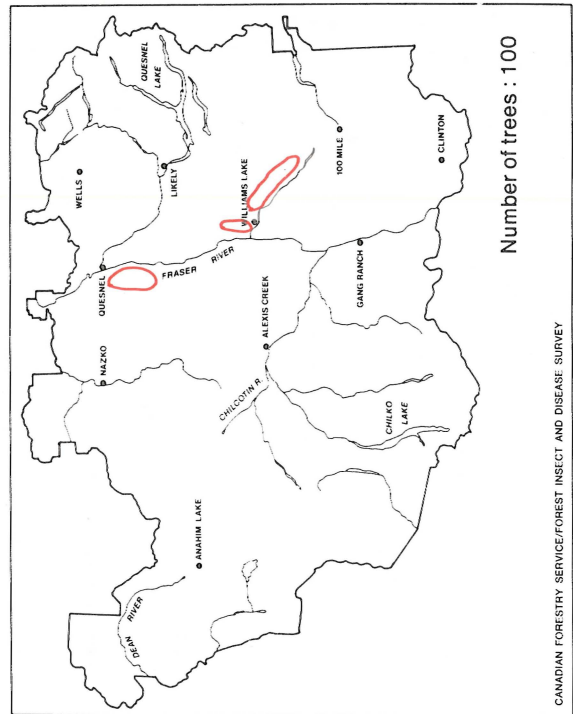 DEAN RIVER
ANAHIM LAKE
NAZKO
QUESNEL
WELLS
LIKELY
QUESNEL
LAKE
FRASER RIVER
WILLIAMS LAKE
CHILCOTIN R.
ALEXIS CREEK
100 MILE
GANG RANCH
CHILKO
LAKE
CLINTON
Number of trees : 100
CANADIAN FORESTRY SERVICE/FOREST INSECT AND DISEASE SURVEY